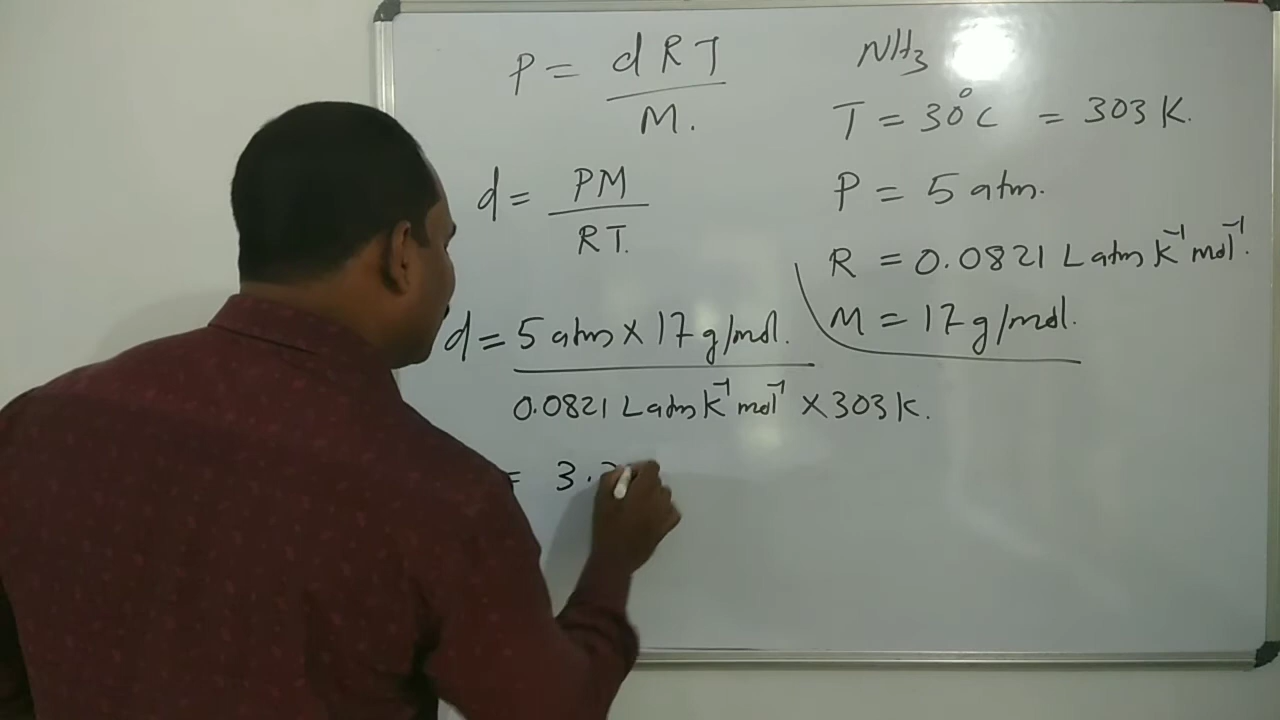 P = dRT / M.
NH₃
T = 30°C = 303 K.
d = PM / RT.
P = 5 atm.
R = 0.0821 L atm K⁻¹ mol⁻¹.
M = 17 g/mol.
d = 5 atm × 17 g/mol. / 0.0821 L atm K⁻¹ mol⁻¹ × 303 K.
= 3.